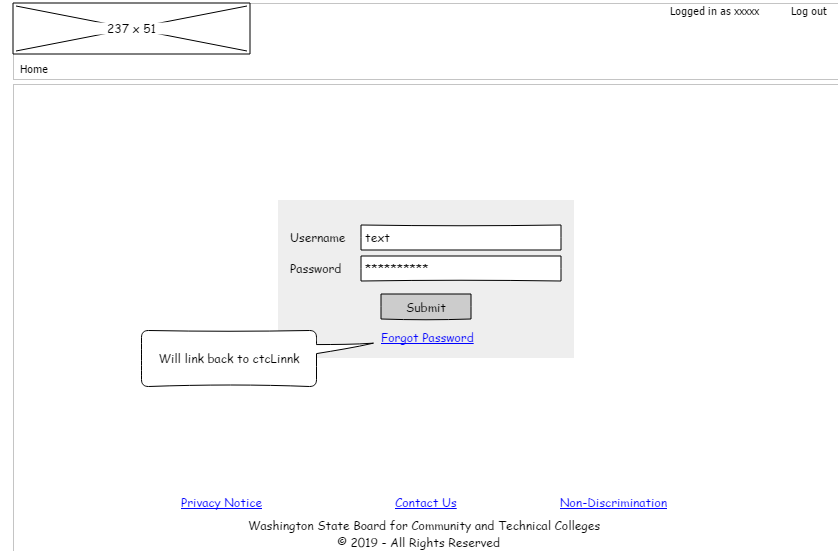 237 x 51
Logged in as xxxxx Log out
Home
Username text
Password **********
Submit
Forgot Password
Will link back to ctcLinnk
Privacy Notice Contact Us Non-Discrimination
Washington State Board for Community and Technical Colleges
© 2019 - All Rights Reserved